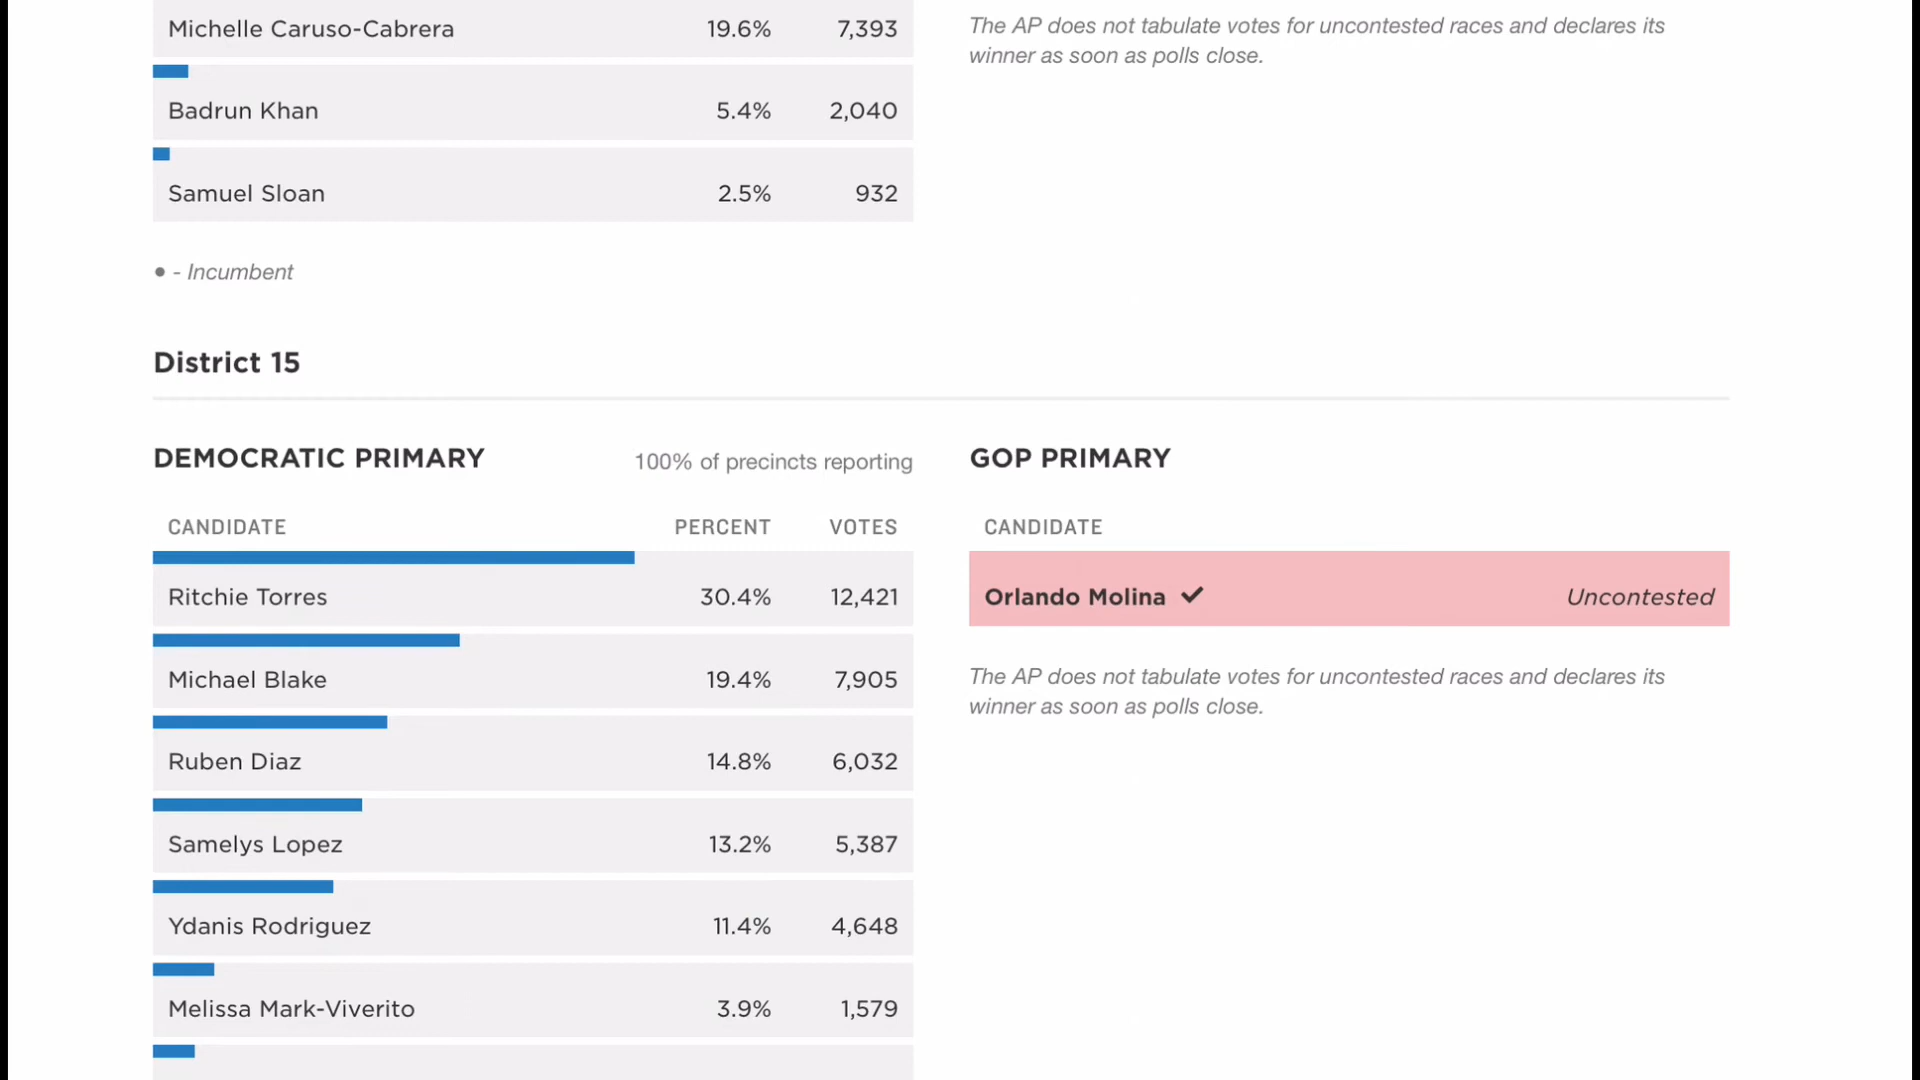 Michelle Caruso-Cabrera 19.6% 7,393
The AP does not tabulate votes for uncontested races and declares its
winner as soon as polls close.
Badrun Khan 5.4% 2,040
Samuel Sloan 2.5% 932
● - Incumbent
District 15
DEMOCRATIC PRIMARY 100% of precincts reporting
CANDIDATE PERCENT VOTES
Ritchie Torres 30.4% 12,421
Michael Blake 19.4% 7,905
Ruben Diaz 14.8% 6,032
Samelys Lopez 13.2% 5,387
Ydanis Rodriguez 11.4% 4,648
Melissa Mark-Viverito 3.9% 1,579
GOP PRIMARY
CANDIDATE
Orlando Molina ✓ Uncontested
The AP does not tabulate votes for uncontested races and declares its
winner as soon as polls close.